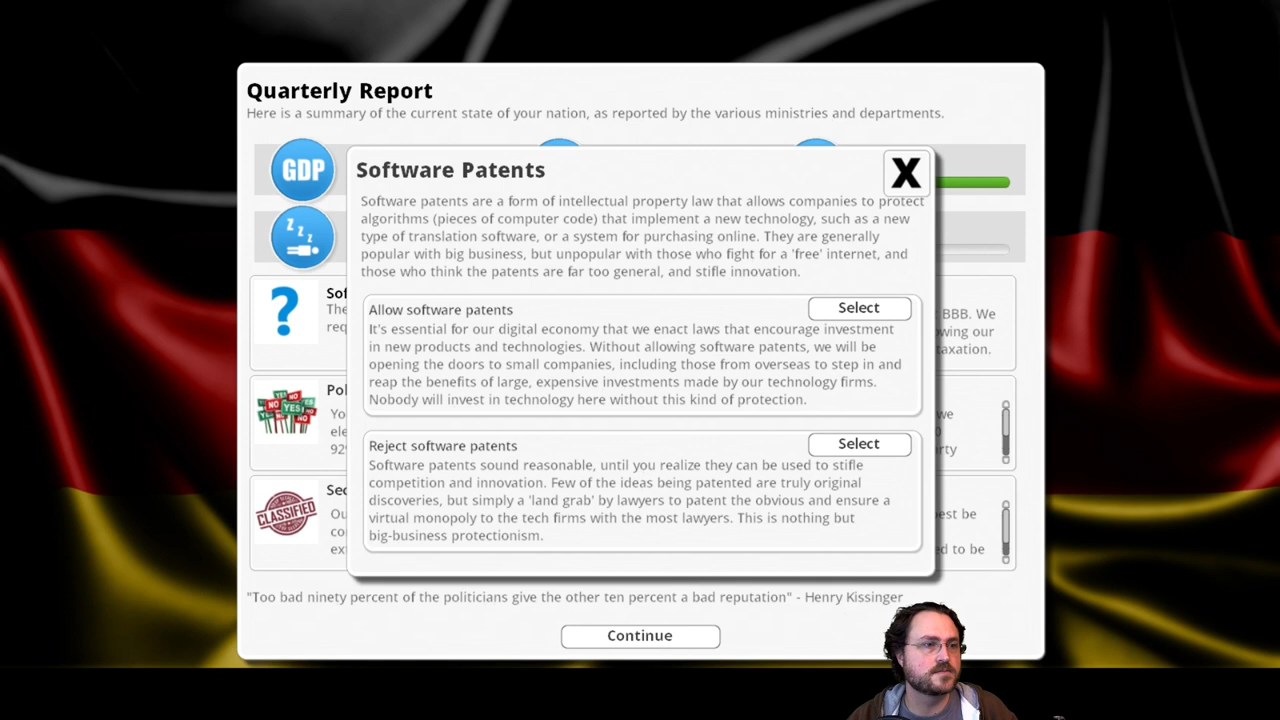 Quarterly Report
Here is a summary of the current state of your nation, as reported by the various ministries and departments.
GDP
Software Patents
X
Software patents are a form of intellectual property law that allows companies to protect
algorithms (pieces of computer code) that implement a new technology, such as a new
type of translation software, or a system for purchasing online. They are generally
popular with big business, but unpopular with those who fight for a 'free' internet, and
those who think the patents are far too general, and stifle innovation.
Allow software patents
Select
It's essential for our digital economy that we enact laws that encourage investment
in new products and technologies. Without allowing software patents, we will be
opening the doors to small companies, including those from overseas to step in and
reap the benefits of large, expensive investments made by our technology firms.
Nobody will invest in technology here without this kind of protection.
Reject software patents
Select
Software patents sound reasonable, until you realize they can be used to stifle
competition and innovation. Few of the ideas being patented are truly original
discoveries, but simply a 'land grab' by lawyers to patent the obvious and ensure a
virtual monopoly to the tech firms with the most lawyers. This is nothing but
big-business protectionism.
z z z
?
BBB. We
taxation.
YES NO
CLASSIFIED
"Too bad ninety percent of the politicians give the other ten percent a bad reputation" - Henry Kissinger
Continue